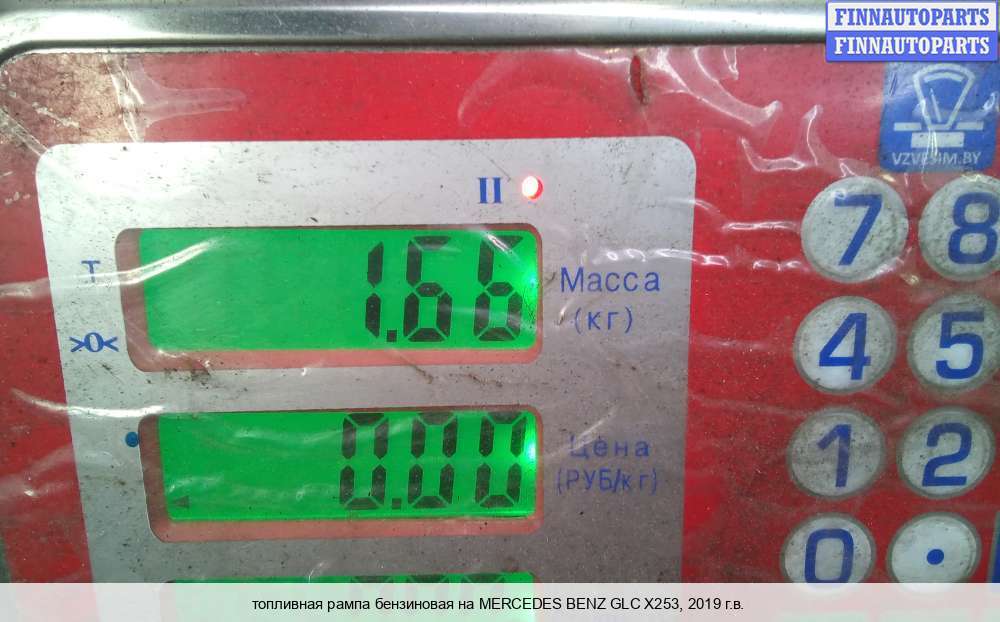 FINNAUTOPARTS
FINNAUTOPARTS
VZVESIM.BY
II
T
1.66
Масса
(кг)
>0<
7 8
4 5
0.00
Цена
(РУБ/кг)
1 2
0 .
топливная рампа бензиновая на MERCEDES BENZ GLC X253, 2019 г.в.